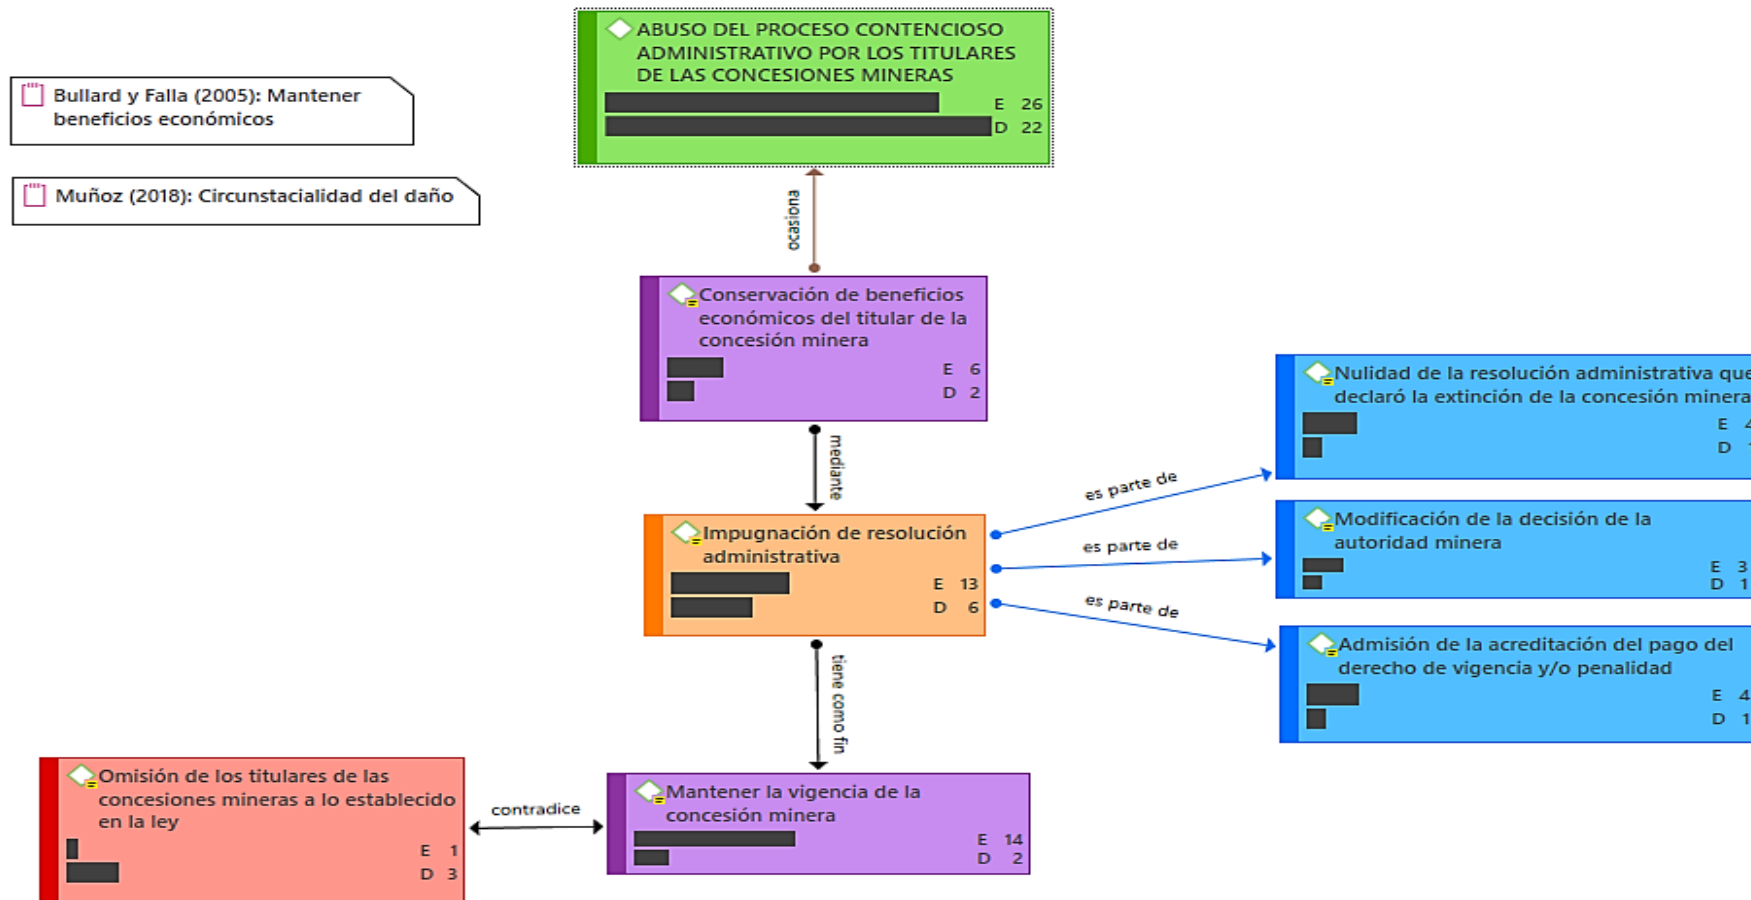 ABUSO DEL PROCESO CONTENCIOSO
ADMINISTRATIVO POR LOS TITULARES
DE LAS CONCESIONES MINERAS
E 26
D 22
Bullard y Falla (2005): Mantener
beneficios económicos
Muñoz (2018): Circunstacialidad del daño
ocasiona
Conservación de beneficios
económicos del titular de la
concesión minera
E 6
D 2
mediante
Nulidad de la resolución administrativa que
declaró la extinción de la concesión minera
E 4
D
es parte de
Impugnación de resolución
administrativa
E 13
D 6
es parte de
Modificación de la decisión de la
autoridad minera
E 3
D 1
es parte de
Admisión de la acreditación del pago del
derecho de vigencia y/o penalidad
E 4
D 1
tiene como fin
Omisión de los titulares de las
concesiones mineras a lo establecido
en la ley
E 1
D 3
contradice
Mantener la vigencia de la
concesión minera
E 14
D 2